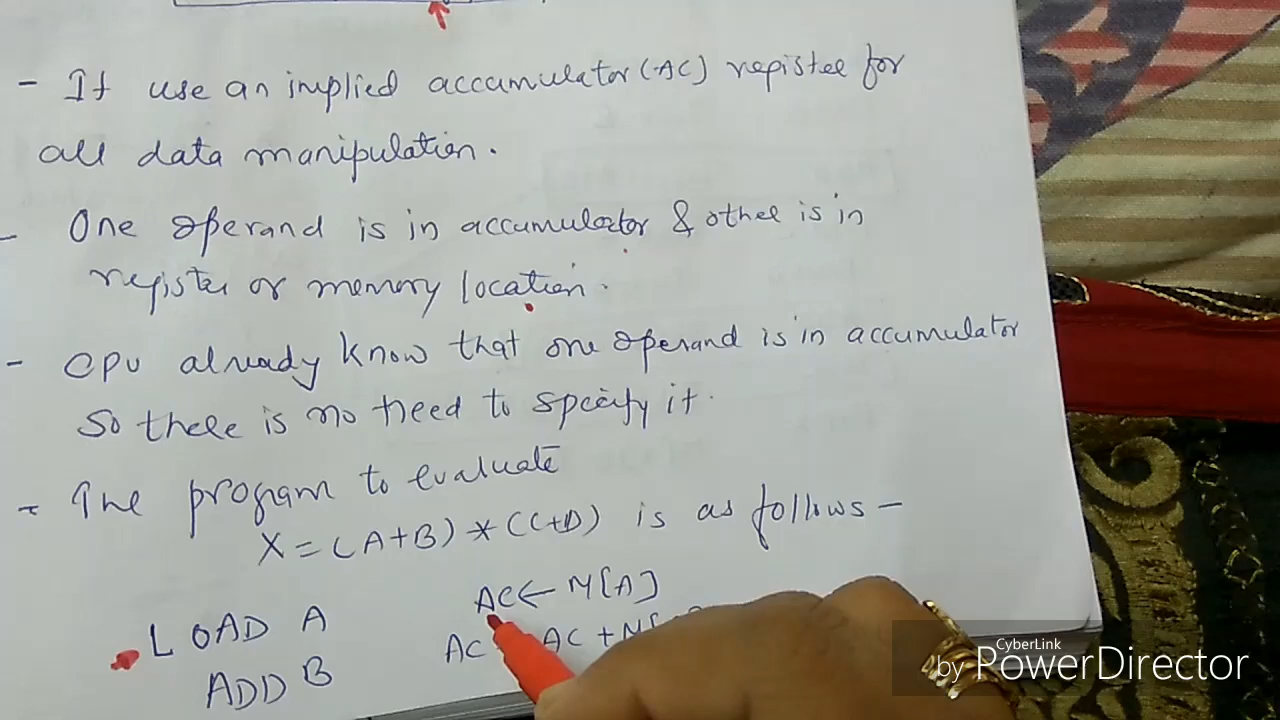 - It use an implied accumulator (AC) register for
all data manipulation.
- One operand is in accumulator & other is in
register or memory location.
- CPU already know that one operand is in accumulator
so there is no need to specify it.
- The program to evaluate
X = (A+B) * (C+D) is as follows -
LOAD A AC ← M[A]
ADD B AC AC + M[
CyberLink
by PowerDirector